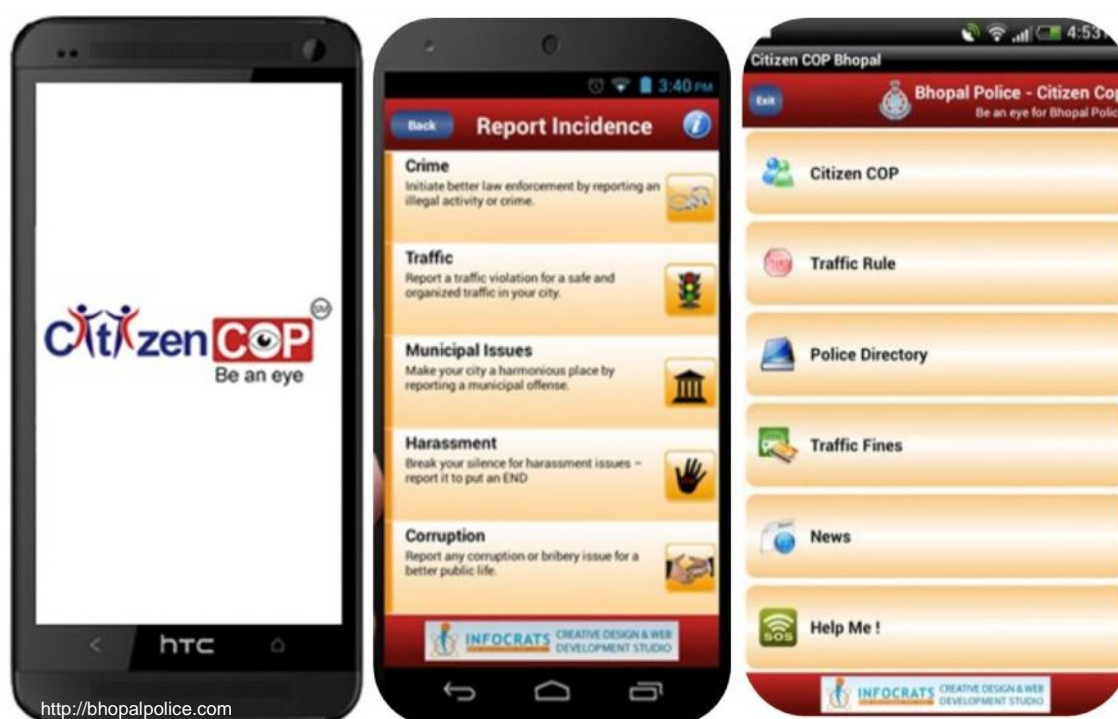 CitizenCOP
SM
Be an eye
hTC
http://bhopalpolice.com
3:40 PM
Back
Report Incidence
i
Crime
Initiate better law enforcement by reporting an
illegal activity or crime.
Traffic
Report a traffic violation for a safe and
organized traffic in your city.
Municipal Issues
Make your city a harmonious place by
reporting a municipal offense.
Harassment
Break your silence for harassment issues –
report it to put an END
Corruption
Report any corruption or bribery issue for a
better public life.
INFOCRATS
CREATIVE DESIGN & WEB
DEVELOPMENT STUDIO
4:53
Citizen COP Bhopal
Exit
Bhopal Police - Citizen Cop
Be an eye for Bhopal Polic
Citizen COP
Traffic Rule
Police Directory
Traffic Fines
News
SOS
Help Me !
INFOCRATS
CREATIVE DESIGN & WEB
DEVELOPMENT STUDIO